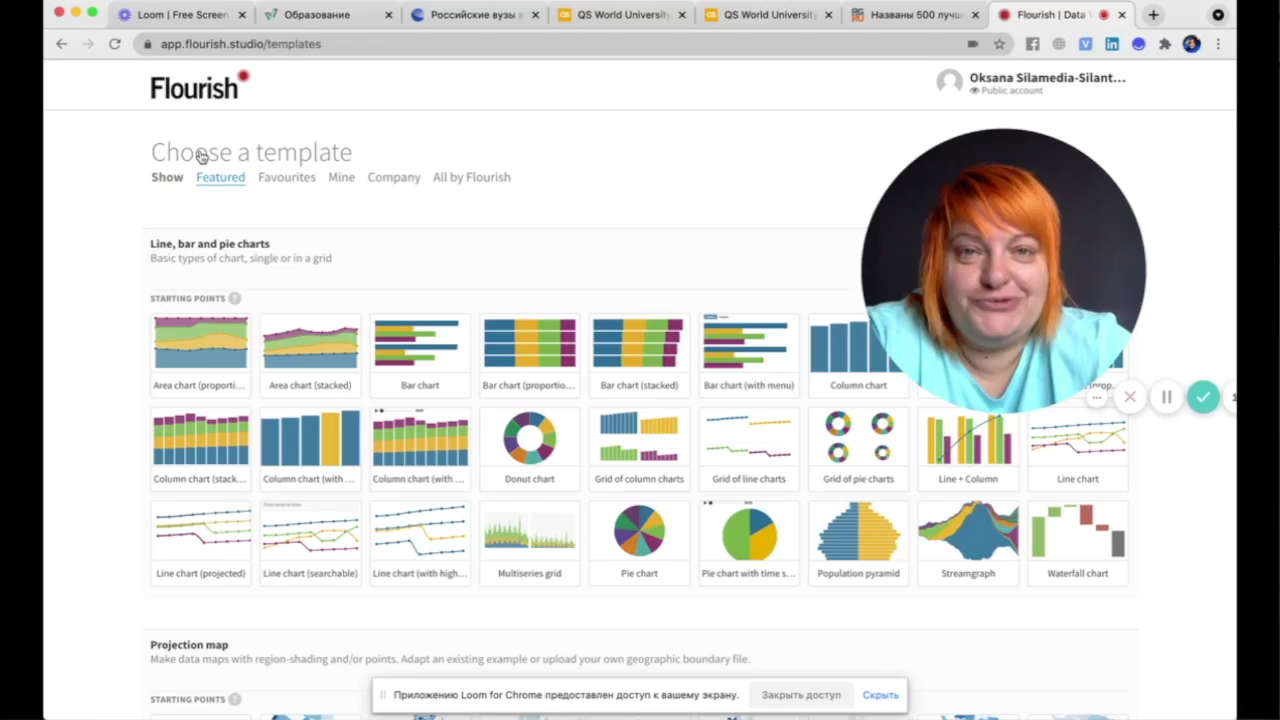 Loom | Free Screen
Образование
Российские вузы в
QS World University
QS World University
Названы 500 лучш
Flourish | Data
app.flourish.studio/templates
Flourish
Oksana Silamedia-Silant...
Public account
Choose a template
Show Featured Favourites Mine Company All by Flourish
Line, bar and pie charts
Basic types of chart, single or in a grid
STARTING POINTS ?
Area chart (proporti...
Area chart (stacked)
Bar chart
Bar chart (proportio...
Bar chart (stacked)
Bar chart (with menu)
Column chart
Column chart (stack...
Column chart (with ...
Column chart (with ...
Donut chart
Grid of column charts
Grid of line charts
Grid of pie charts
Line + Column
Line chart
Line chart (projected)
Line chart (searchable)
Line chart (with high...
Multiseries grid
Pie chart
Pie chart with time s...
Population pyramid
Streamgraph
Waterfall chart
Projection map
Make data maps with region-shading and/or points. Adapt an existing example or upload your own geographic boundary file.
STARTING POINTS ?
Приложению Loom for Chrome предоставлен доступ к вашему экрану.
Закрыть доступ
Скрыть